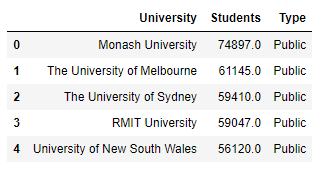 University Students Type
0 Monash University 74897.0 Public
1 The University of Melbourne 61145.0 Public
2 The University of Sydney 59410.0 Public
3 RMIT University 59047.0 Public
4 University of New South Wales 56120.0 Public